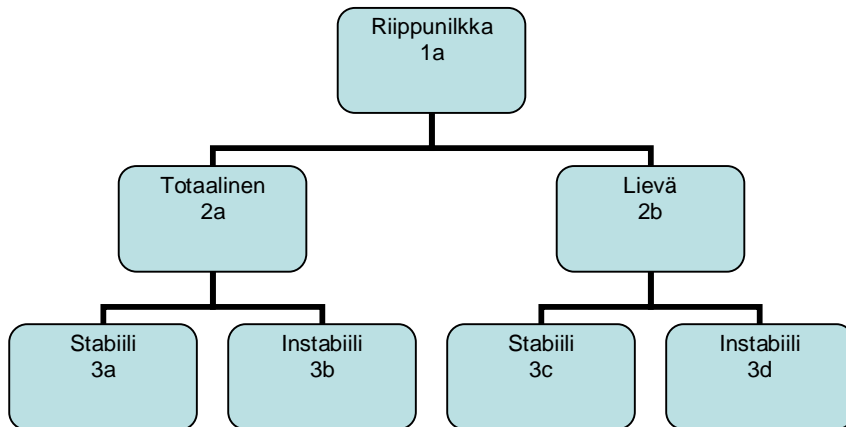 Riippunilkka
1a
Totaalinen
2a
Lievä
2b
Stabiili
3a
Instabiili
3b
Stabiili
3c
Instabiili
3d